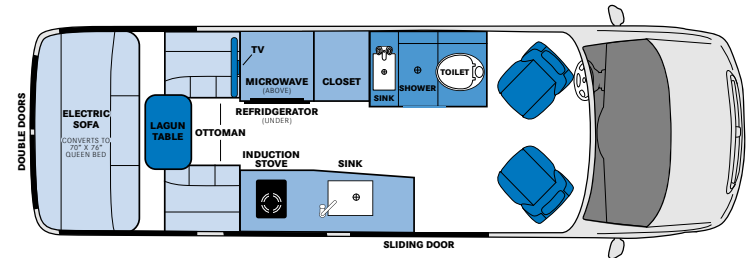 DOUBLE DOORS
ELECTRIC
SOFA
CONVERTS TO
70" X 76"
QUEEN BED
LAGUN
TABLE
OTTOMAN
TV
MICROWAVE
(ABOVE)
REFRIDGERATOR
(UNDER)
CLOSET
SINK
SHOWER
TOILET
INDUCTION
STOVE
SINK
SLIDING DOOR